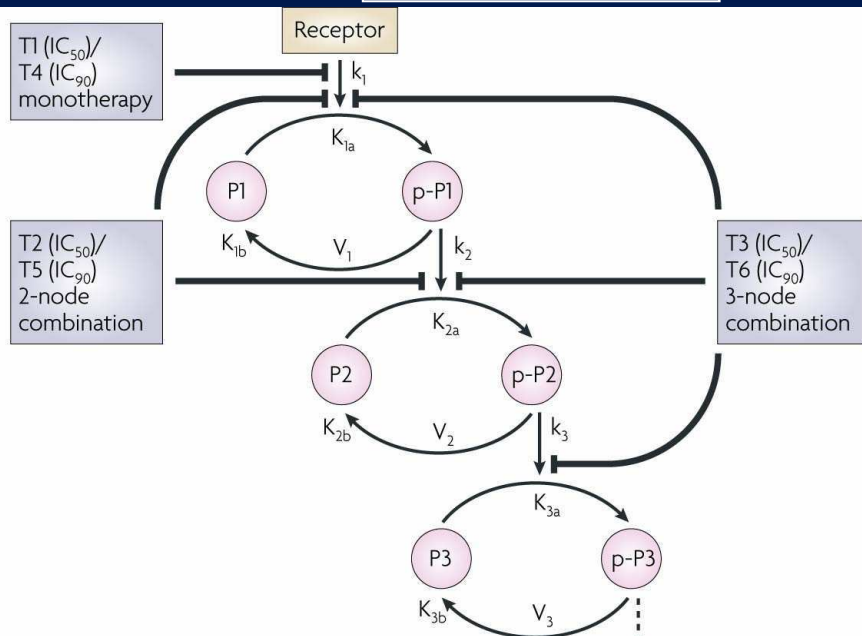 Receptor
T1 (IC50)/
T4 (IC90)
monotherapy
k1
K1a
P1
p-P1
K1b
V1
k2
T2 (IC50)/
T5 (IC90)
2-node
combination
T3 (IC50)/
T6 (IC90)
3-node
combination
K2a
P2
p-P2
K2b
V2
k3
K3a
P3
p-P3
K3b
V3